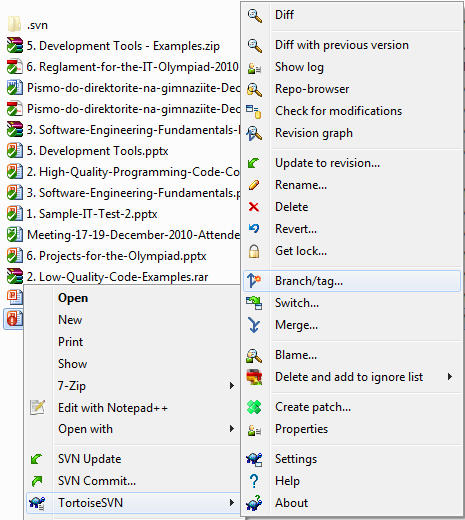 .svn
5. Development Tools - Examples.zip
6. Reglament-for-the-IT-Olympiad-2010
Pismo-do-direktorite-na-gimnaziite-Dec
Pismo-do-direktorite-na-gimnaziite-Dec
3. Software-Engineering-Fundamentals-
5. Development Tools.pptx
2. High-Quality-Programming-Code-Co
3. Software-Engineering-Fundamentals.p
1. Sample-IT-Test-2.pptx
Meeting-17-19-December-2010-Attende
6. Projects-for-the-Olympiad.pptx
2. Low-Quality-Code-Examples.rar
Open
New
Print
Show
7-Zip
Edit with Notepad++
Open with
SVN Update
SVN Commit...
TortoiseSVN
Diff
Diff with previous version
Show log
Repo-browser
Check for modifications
Revision graph
Update to revision...
Rename...
Delete
Revert...
Get lock...
Branch/tag...
Switch...
Merge...
Blame...
Delete and add to ignore list
Create patch...
Properties
Settings
Help
About